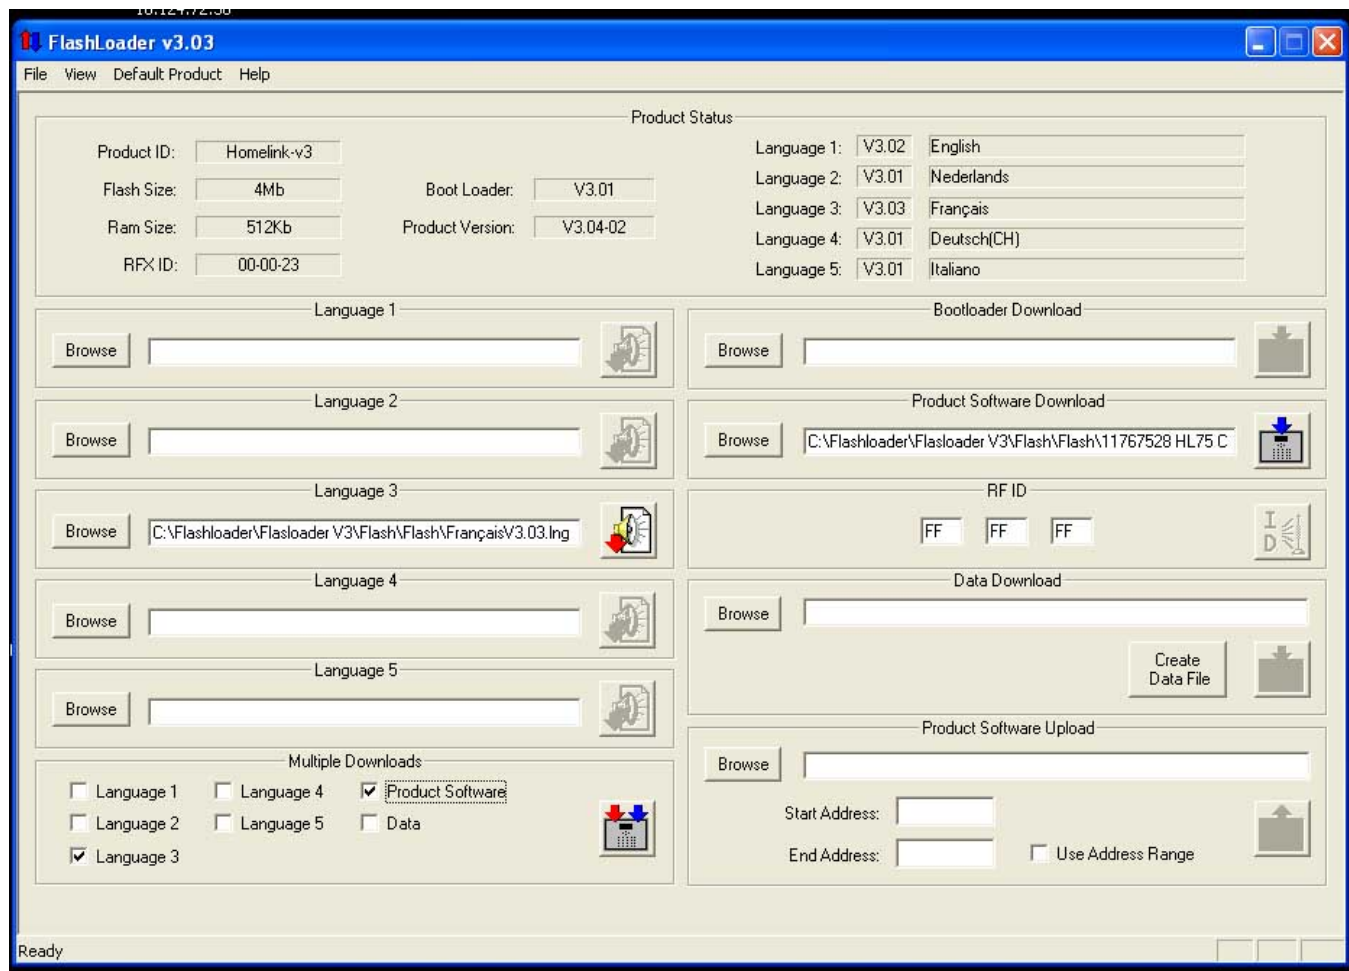 FlashLoader v3.03
File View Default Product Help
Product Status
Product ID: Homelink-v3
Flash Size: 4Mb
Ram Size: 512Kb
RFX ID: 00-00-23
Boot Loader: V3.01
Product Version: V3.04-02
Language 1: V3.02 English
Language 2: V3.01 Nederlands
Language 3: V3.03 Français
Language 4: V3.01 Deutsch(CH)
Language 5: V3.01 Italiano
Language 1
Browse
Language 2
Browse
Language 3
Browse C:\Flashloader\Flasloader V3\Flash\Flash\FrançaisV3.03.lng
Language 4
Browse
Language 5
Browse
Multiple Downloads
Language 1 Language 4 Product Software
Language 2 Language 5 Data
Language 3
Bootloader Download
Browse
Product Software Download
Browse C:\Flashloader\Flasloader V3\Flash\Flash\11767528 HL75 C
RF ID
FF FF FF
I
D
Data Download
Browse
Create
Data File
Product Software Upload
Browse
Start Address:
End Address: Use Address Range
Ready